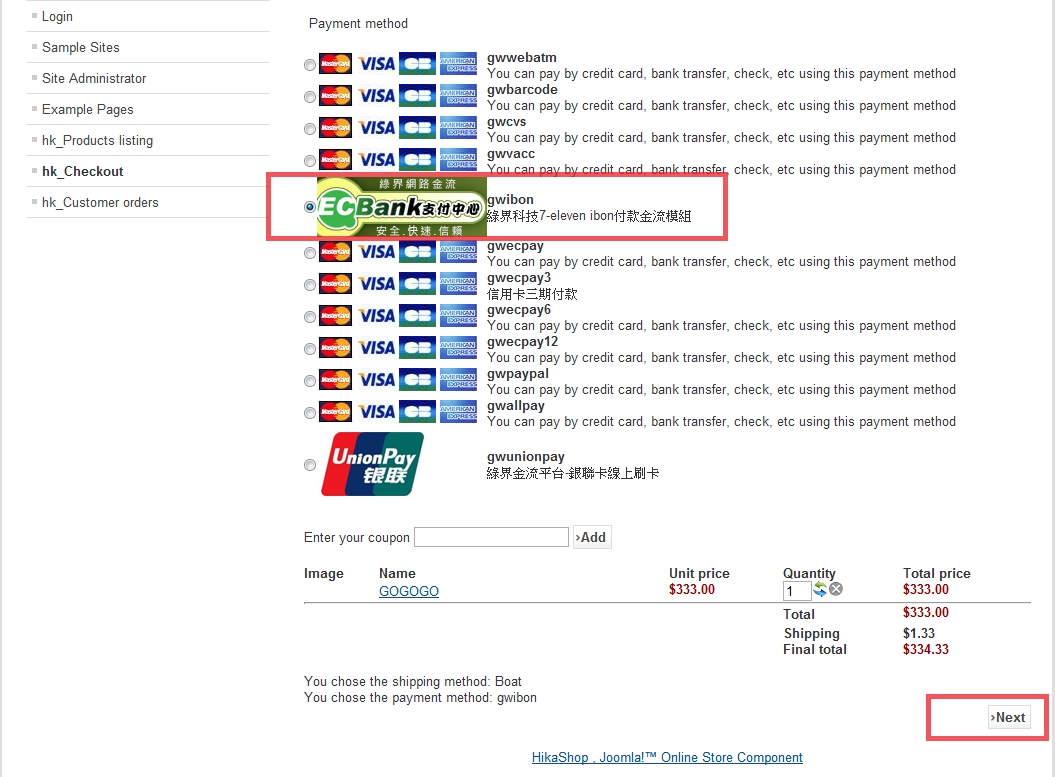 Login
Sample Sites
Site Administrator
Example Pages
hk_Products listing
hk_Checkout
hk_Customer orders
Payment method
MasterCard VISA CB AMERICAN EXPRESS gwwebatm
You can pay by credit card, bank transfer, check, etc using this payment method
MasterCard VISA CB AMERICAN EXPRESS gwbarcode
You can pay by credit card, bank transfer, check, etc using this payment method
MasterCard VISA CB AMERICAN EXPRESS gwcvs
You can pay by credit card, bank transfer, check, etc using this payment method
MasterCard VISA CB AMERICAN EXPRESS gwvacc
You can pay by credit card, bank transfer, check, etc using this payment method
綠界網路金流
ECBank支付中心
安全.快速.信賴
gwibon
綠界科技7-eleven ibon付款金流模組
MasterCard VISA CB AMERICAN EXPRESS gwecpay
You can pay by credit card, bank transfer, check, etc using this payment method
MasterCard VISA CB AMERICAN EXPRESS gwecpay3
信用卡三期付款
MasterCard VISA CB AMERICAN EXPRESS gwecpay6
You can pay by credit card, bank transfer, check, etc using this payment method
MasterCard VISA CB AMERICAN EXPRESS gwecpay12
You can pay by credit card, bank transfer, check, etc using this payment method
MasterCard VISA CB AMERICAN EXPRESS gwpaypal
You can pay by credit card, bank transfer, check, etc using this payment method
MasterCard VISA CB AMERICAN EXPRESS gwallpay
You can pay by credit card, bank transfer, check, etc using this payment method
UnionPay
银联
gwunionpay
綠界金流平台-銀聯卡線上刷卡
Enter your coupon ›Add
Image Name Unit price Quantity Total price
GOGOGO $333.00 1 $333.00
Total $333.00
Shipping $1.33
Final total $334.33
You chose the shipping method: Boat
You chose the payment method: gwibon
›Next
HikaShop , Joomla!™ Online Store Component